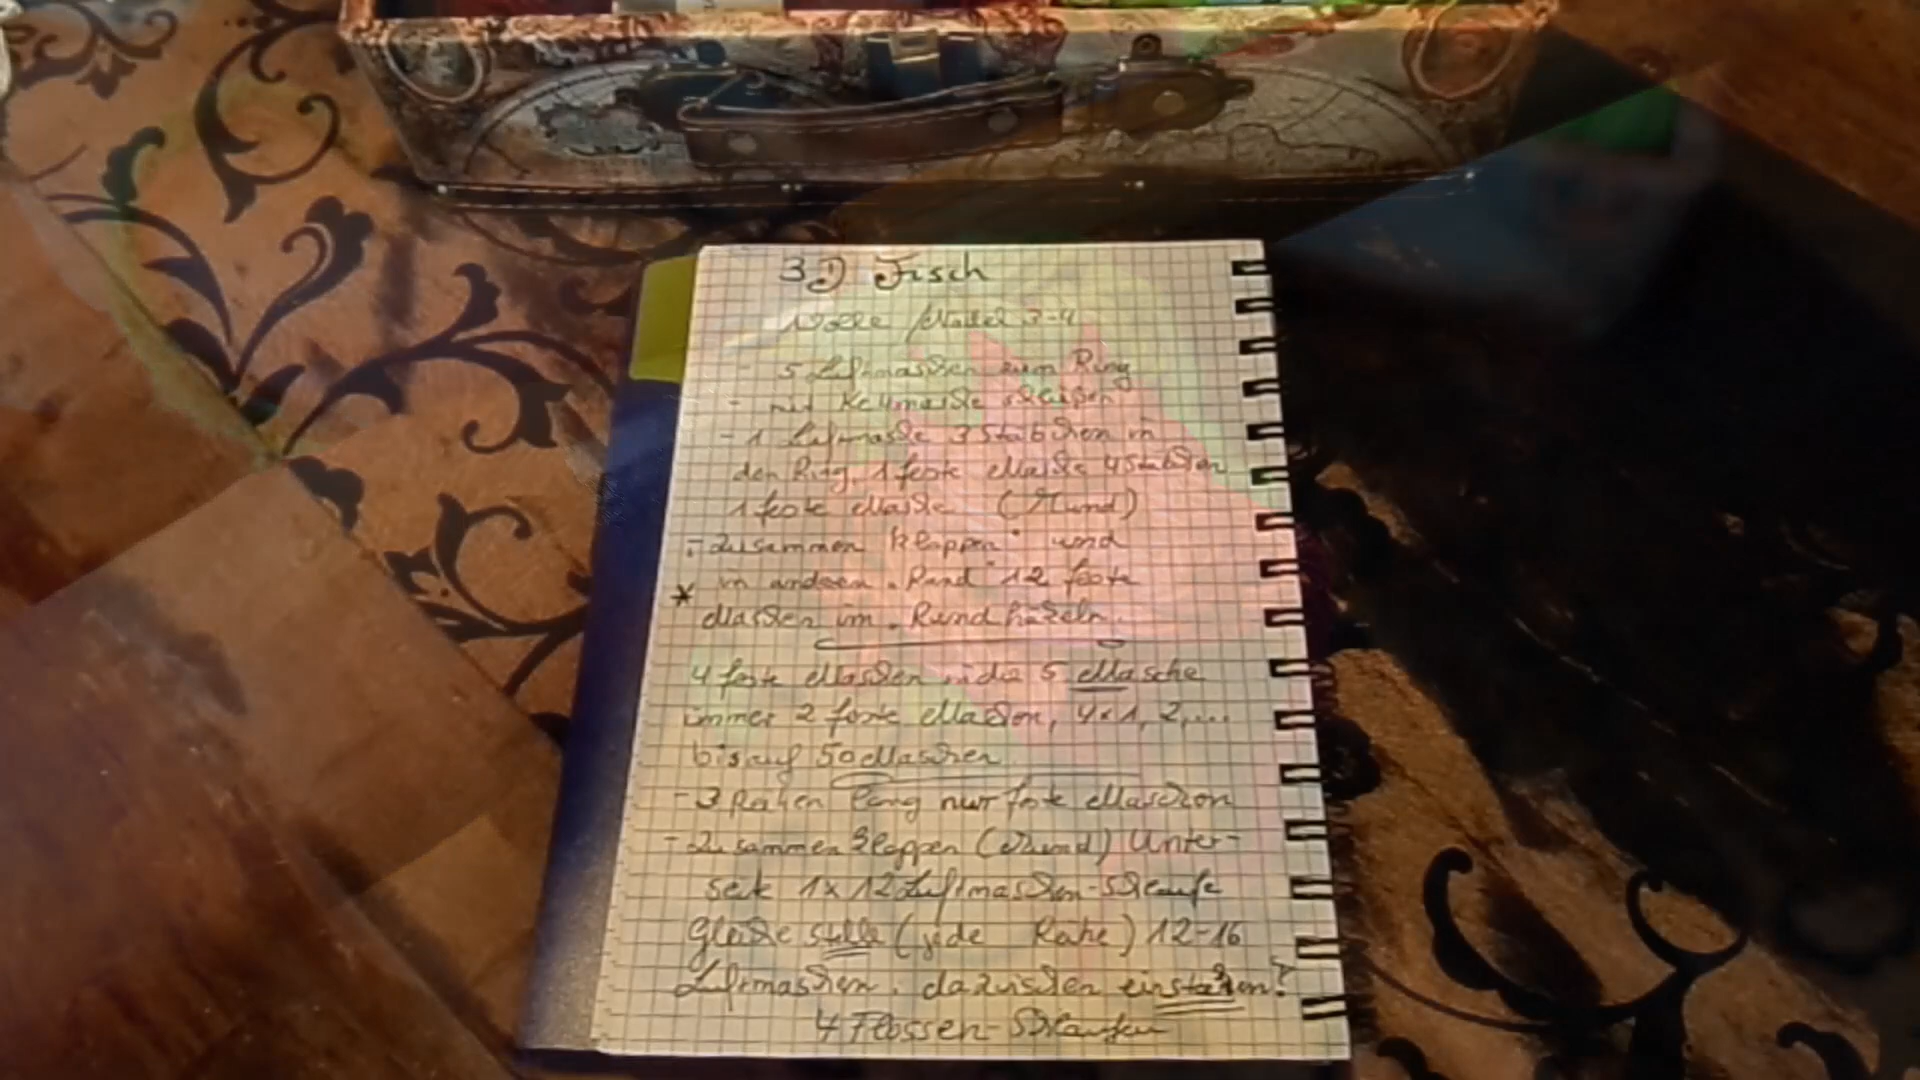 3D Fisch
Wolle / Nadel 3-4
- 5 Luftmaschen zum Ring
- mit Kettmasche schließen
- 1 Luftmasche 3 Stäbchen in
den Ring, 1 feste Masche 4 Stäbchen
1 feste Masche (Mund)
- "Zusammen klappen" und
* in anderen "Rand" 12 feste
Maschen im "Rund häkeln.
4 feste Maschen in die 5 Masche
immer 2 feste Maschen, 4x1, 2,...
bis auf 50 Maschen
- 3 Reihen lang nur feste Maschen
- Zusammen klappen (Mund) Unter-
seite 1x12 Luftmaschen-Schlaufe
Gleiche stelle (jede Reihe) 12-16
Luftmaschen, dazwischen einstechen!
4 Flossen-Schlaufen